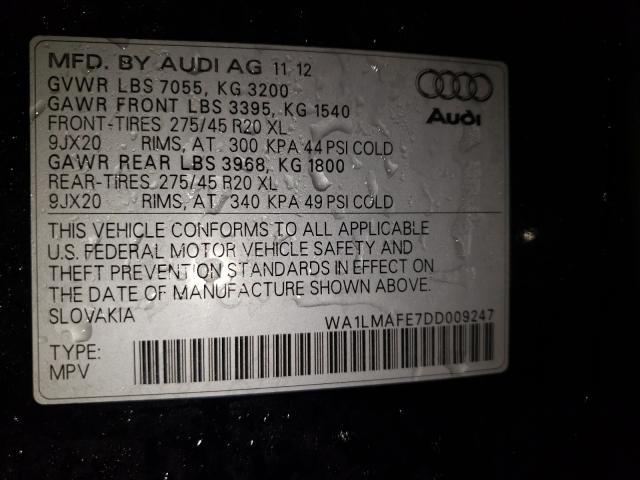 MFD. BY AUDI AG 11 12
GVWR LBS 7055, KG 3200
GAWR FRONT LBS 3395, KG 1540
FRONT-TIRES 275/45 R20 XL
9JX20 RIMS, AT 300 KPA 44 PSI COLD
GAWR REAR LBS 3968, KG 1800
REAR-TIRES 275/45 R20 XL
9JX20 RIMS, AT 340 KPA 49 PSI COLD
Audi
THIS VEHICLE CONFORMS TO ALL APPLICABLE
U.S. FEDERAL MOTOR VEHICLE SAFETY AND
THEFT PREVENTION STANDARDS IN EFFECT ON
THE DATE OF MANUFACTURE SHOWN ABOVE.
SLOVAKIA
WA1LMAFE7DD009247
TYPE:
MPV